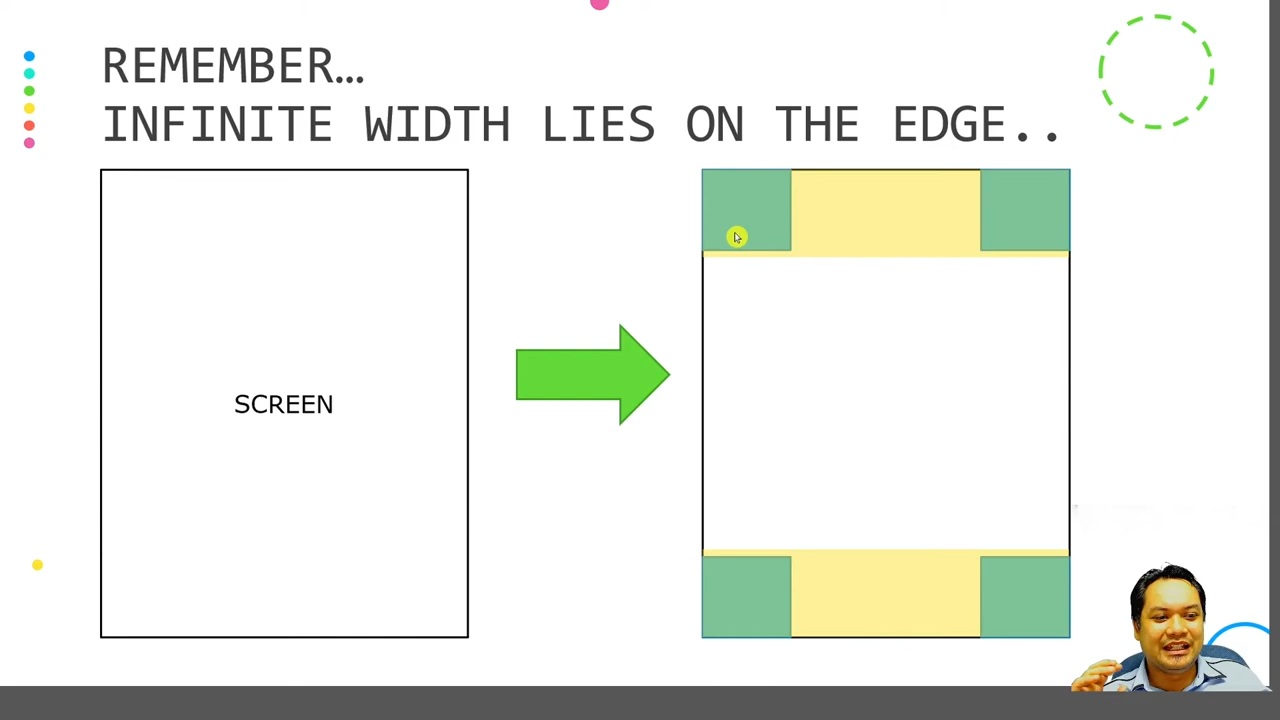 REMEMBER…
INFINITE WIDTH LIES ON THE EDGE..
SCREEN